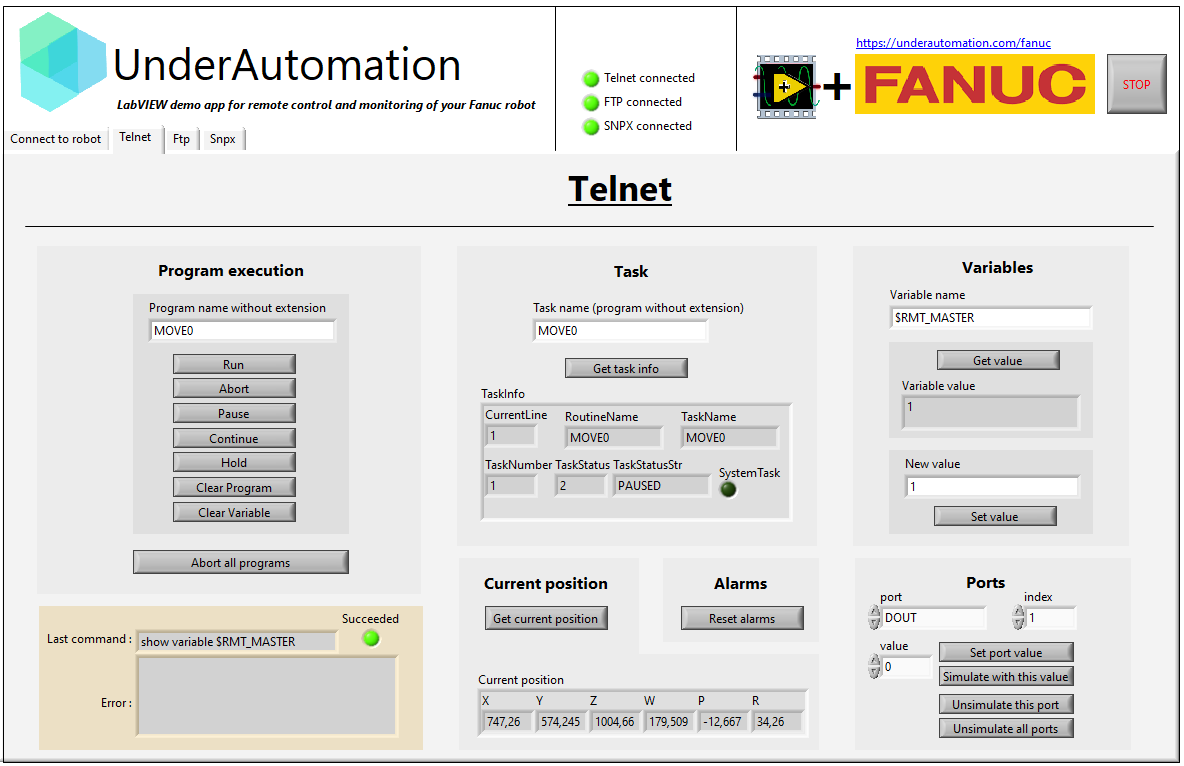 UnderAutomation
LabVIEW demo app for remote control and monitoring of your Fanuc robot
Telnet connected
FTP connected
SNPX connected
https://underautomation.com/fanuc
+
FANUC
STOP
Connect to robot
Telnet
Ftp
Snpx
Telnet
Program execution
Program name without extension
MOVE0
Run
Abort
Pause
Continue
Hold
Clear Program
Clear Variable
Abort all programs
Last command :
show variable $RMT_MASTER
Succeeded
Error :
Task
Task name (program without extension)
MOVE0
Get task info
TaskInfo
CurrentLine RoutineName TaskName
1 MOVE0 MOVE0
TaskNumber TaskStatus TaskStatusStr SystemTask
1 2 PAUSED
Current position
Get current position
Alarms
Reset alarms
Current position
X Y Z W P R
747,26 574,245 1004,66 179,509 -12,667 34,26
Variables
Variable name
$RMT_MASTER
Get value
Variable value
1
New value
1
Set value
Ports
port index
DOUT 1
value
0
Set port value
Simulate with this value
Unsimulate this port
Unsimulate all ports